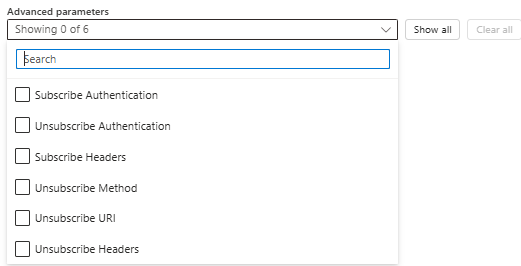 Advanced parameters
Showing 0 of 6
Show all
Clear all
Search
Subscribe Authentication
Unsubscribe Authentication
Subscribe Headers
Unsubscribe Method
Unsubscribe URI
Unsubscribe Headers